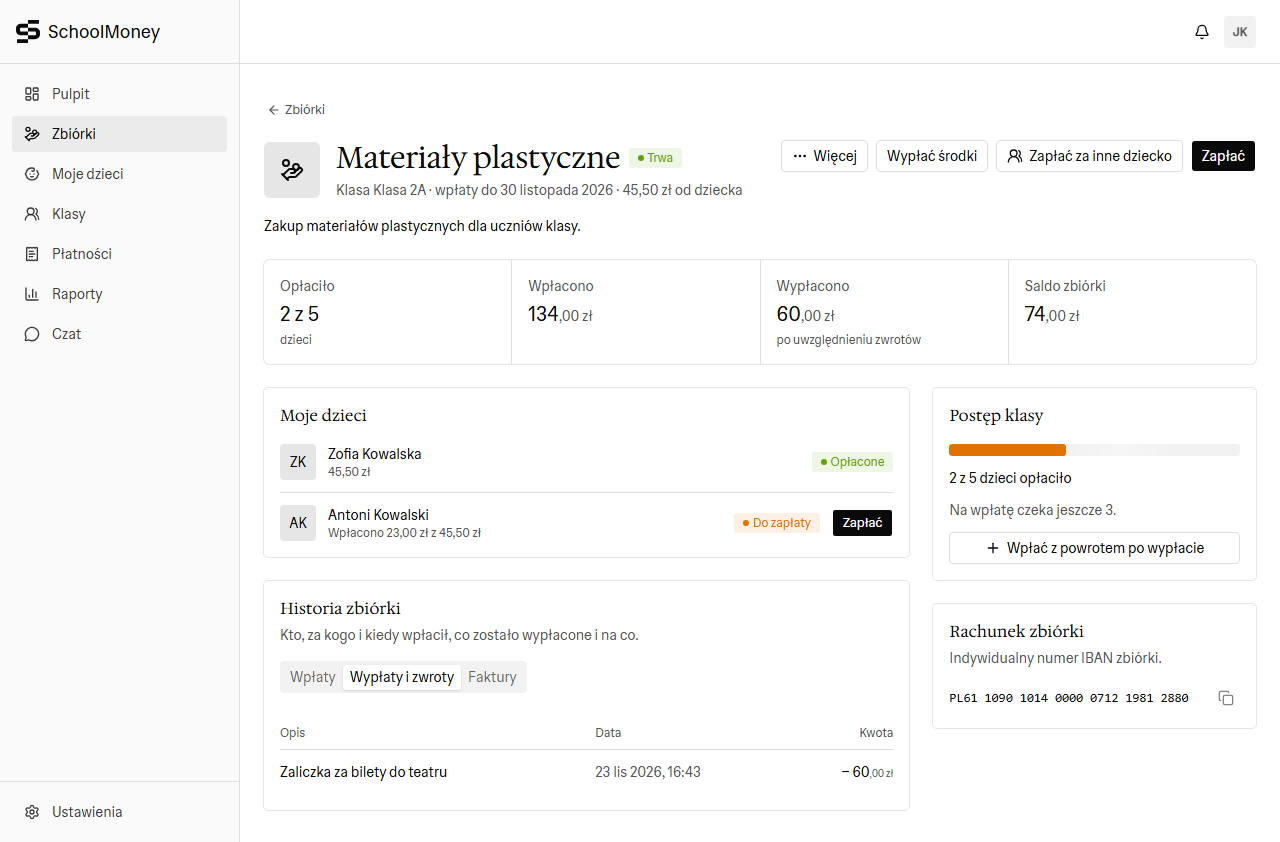 SchoolMoney
JK
Pulpit
Zbiórki
Moje dzieci
Klasy
Płatności
Raporty
Czat
Ustawienia
Zbiórki
Materiały plastyczne
Trwa
Więcej
Wypłać środki
Zapłać za inne dziecko
Zapłać
Klasa Klasa 2A · wpłaty do 30 listopada 2026 · 45,50 zł od dziecka
Zakup materiałów plastycznych dla uczniów klasy.
Opłaciło
2 z 5
dzieci
Wpłacono
134,00 zł
Wypłacono
60,00 zł
po uwzględnieniu zwrotów
Saldo zbiórki
74,00 zł
Moje dzieci
ZK
Zofia Kowalska
45,50 zł
Opłacone
AK
Antoni Kowalski
Wpłacono 23,00 zł z 45,50 zł
Do zapłaty
Zapłać
Historia zbiórki
Kto, za kogo i kiedy wpłacił, co zostało wypłacone i na co.
Wpłaty
Wypłaty i zwroty
Faktury
Opis Data Kwota
Zaliczka za bilety do teatru 23 lis 2026, 16:43 −60,00 zł
Postęp klasy
2 z 5 dzieci opłaciło
Na wpłatę czeka jeszcze 3.
Wpłać z powrotem po wypłacie
Rachunek zbiórki
Indywidualny numer IBAN zbiórki.
PL61 1090 1014 0000 0712 1981 2880